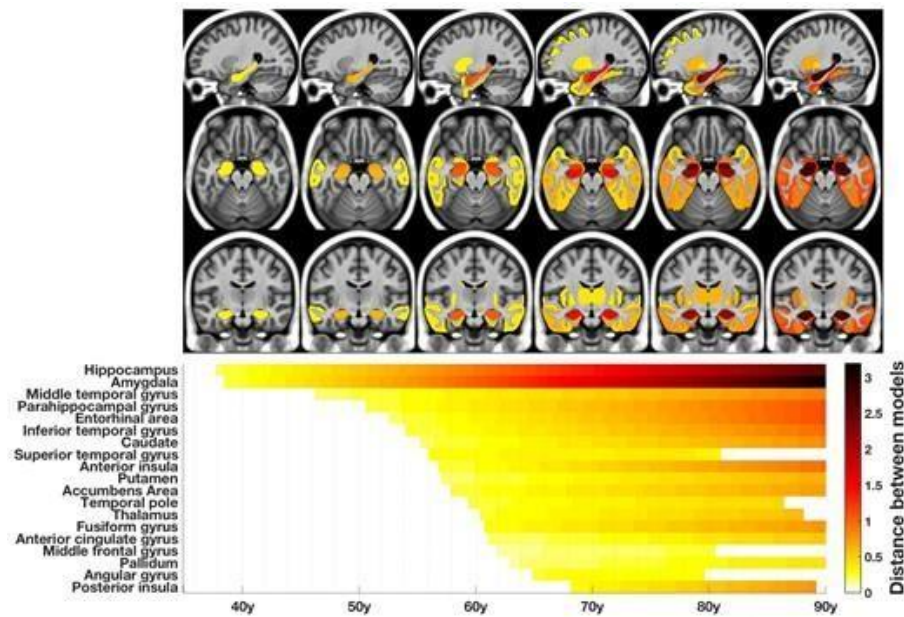 Hippocampus
Amygdala
Middle temporal gyrus
Parahippocampal gyrus
Entorhinal area
Inferior temporal gyrus
Caudate
Superior temporal gyrus
Anterior insula
Putamen
Accumbens Area
Temporal pole
Thalamus
Fusiform gyrus
Anterior cingulate gyrus
Middle frontal gyrus
Pallidum
Angular gyrus
Posterior insula
40y 50y 60y 70y 80y 90y
3
2.5
2
1.5
1
0.5
0
Distance between models